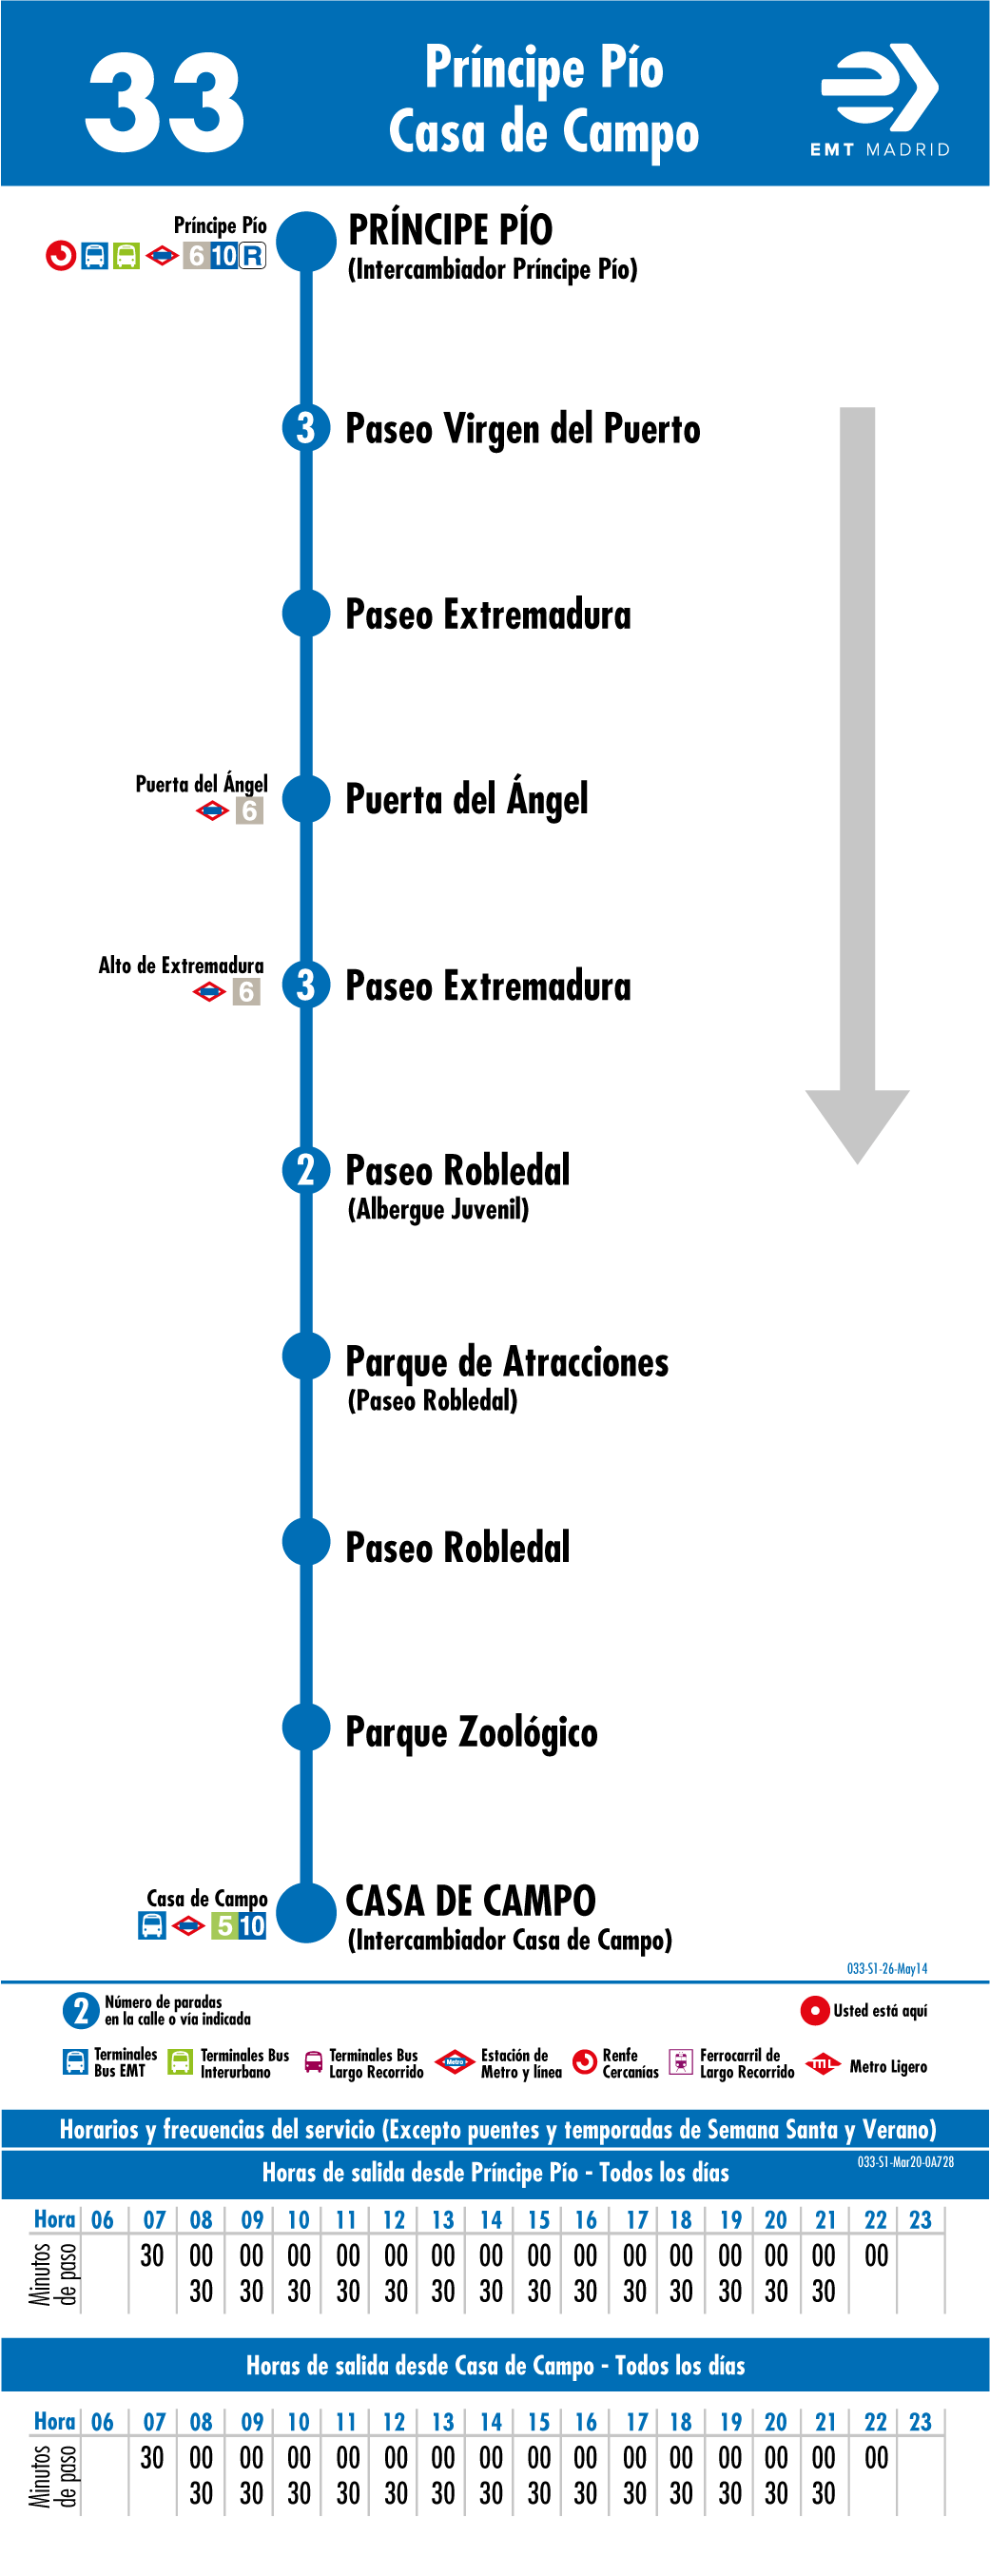 33
Príncipe Pío
Casa de Campo
EMT MADRID
Príncipe Pío
6 10 R
PRÍNCIPE PÍO
(Intercambiador Príncipe Pío)
3 Paseo Virgen del Puerto
Paseo Extremadura
Puerta del Ángel
6
Puerta del Ángel
Alto de Extremadura
6
3 Paseo Extremadura
2 Paseo Robledal
(Albergue Juvenil)
Parque de Atracciones
(Paseo Robledal)
Paseo Robledal
Parque Zoológico
Casa de Campo
5 10
CASA DE CAMPO
(Intercambiador Casa de Campo)
033-S1-26-May14
2 Número de paradas
en la calle o vía indicada
Usted está aquí
Terminales
Bus EMT
Terminales Bus
Interurbano
Terminales Bus
Largo Recorrido
Metro
Estación de
Metro y línea
Renfe
Cercanías
Ferrocarril de
Largo Recorrido
ML
Metro Ligero
Horarios y frecuencias del servicio (Excepto puentes y temporadas de Semana Santa y Verano)
033-S1-Mar20-0A728
Horas de salida desde Príncipe Pío - Todos los días
Hora 06 07 08 09 10 11 12 13 14 15 16 17 18 19 20 21 22 23
Minutos
de paso
30 00 00 00 00 00 00 00 00 00 00 00 00 00 00 00
30 30 30 30 30 30 30 30 30 30 30 30 30 30
Horas de salida desde Casa de Campo - Todos los días
Hora 06 07 08 09 10 11 12 13 14 15 16 17 18 19 20 21 22 23
Minutos
de paso
30 00 00 00 00 00 00 00 00 00 00 00 00 00 00 00
30 30 30 30 30 30 30 30 30 30 30 30 30 30